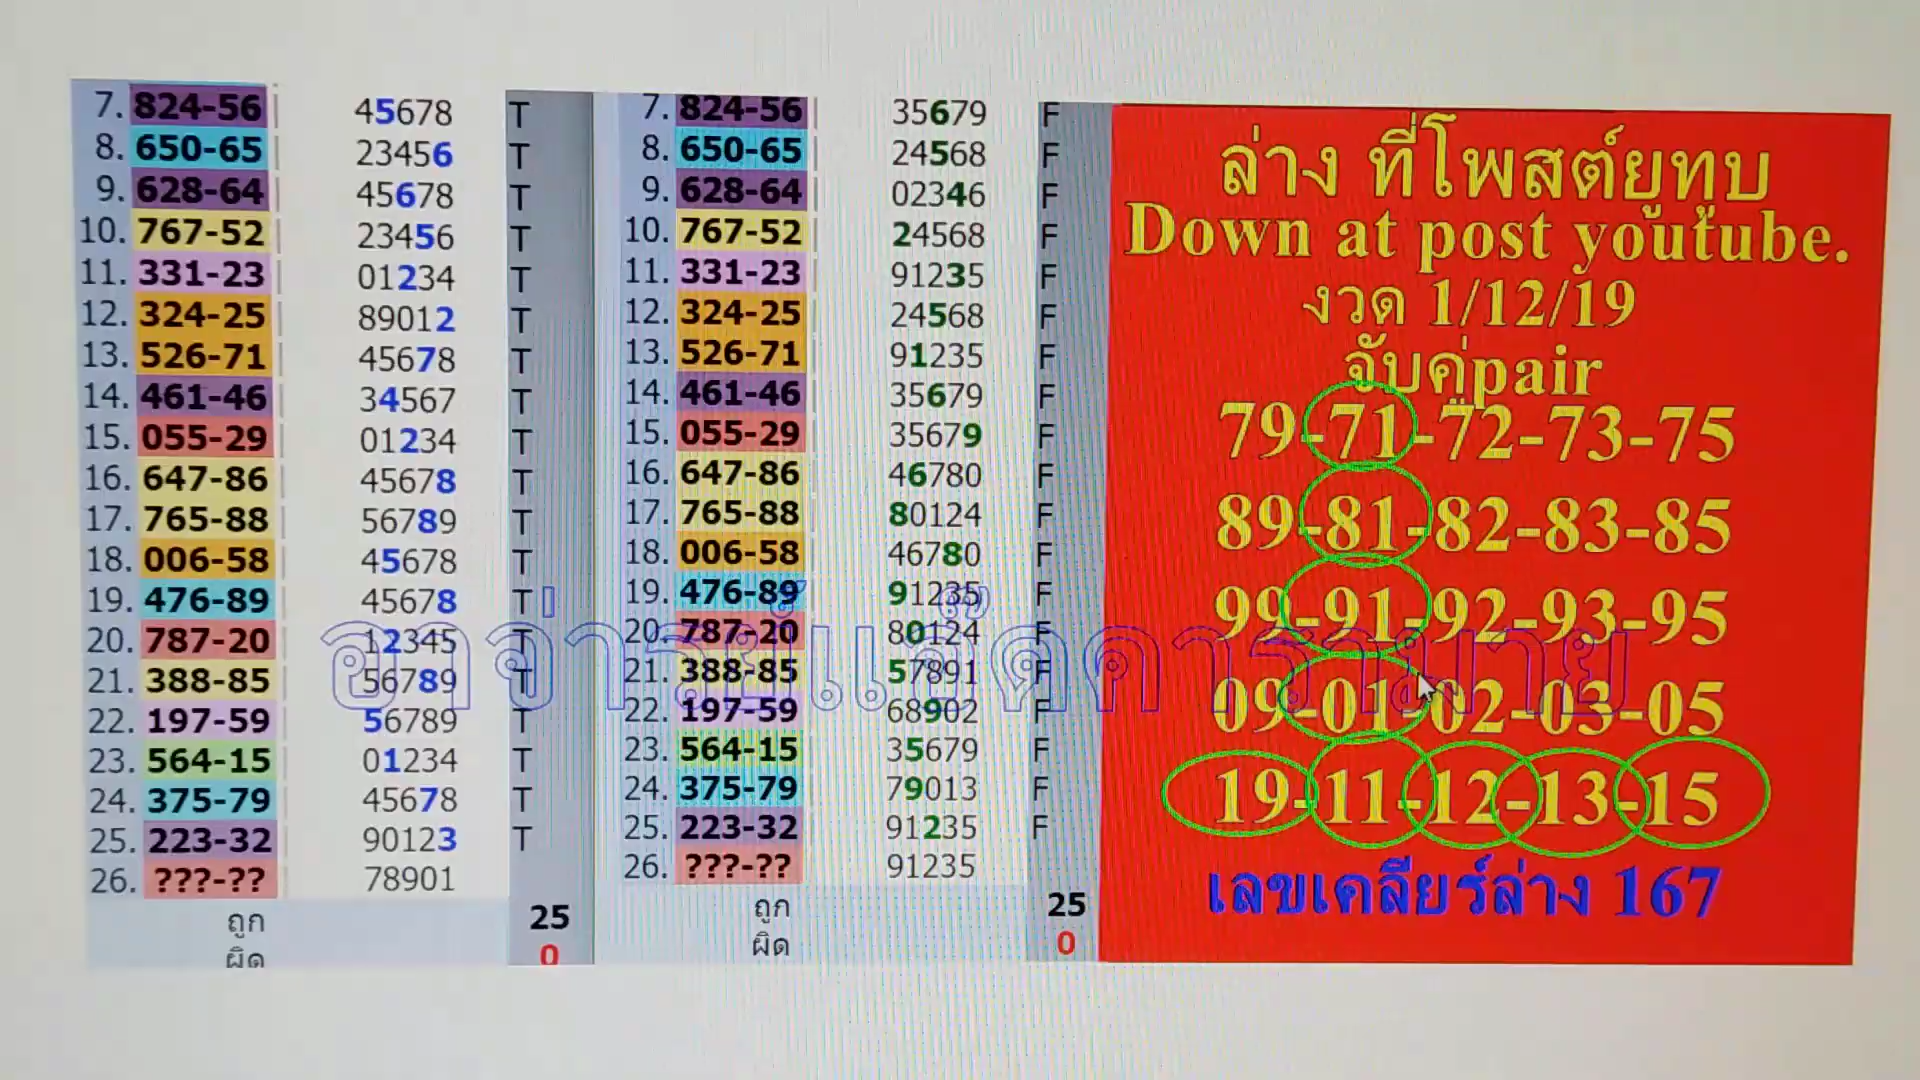 7. 824-56 45678 T
8. 650-65 23456 T
9. 628-64 45678 T
10. 767-52 23456 T
11. 331-23 01234 T
12. 324-25 89012 T
13. 526-71 45678 T
14. 461-46 34567 T
15. 055-29 01234 T
16. 647-86 45678 T
17. 765-88 56789 T
18. 006-58 45678 T
19. 476-89 45678 T
20. 787-20 12345 T
21. 388-85 56789 T
22. 197-59 56789 T
23. 564-15 01234 T
24. 375-79 45678 T
25. 223-32 90123 T
26. ???-?? 78901
ถูก 25
ผิด 0
7. 824-56 35679 F
8. 650-65 24568 F
9. 628-64 02346 F
10. 767-52 24568 F
11. 331-23 91235 F
12. 324-25 24568 F
13. 526-71 91235 F
14. 461-46 35679 F
15. 055-29 35679 F
16. 647-86 46780 F
17. 765-88 80124 F
18. 006-58 46780 F
19. 476-89 91235 F
20. 787-20 80124 F
21. 388-85 57891 F
22. 197-59 68902 F
23. 564-15 35679 F
24. 375-79 79013 F
25. 223-32 91235 F
26. ???-?? 91235
ถูก 25
ผิด 0
ล่าง ที่โพสต์ยูทูบ
Down at post youtube.
งวด 1/12/19
จับคู่pair
79-71-72-73-75
89-81-82-83-85
99-91-92-93-95
09-01-02-03-05
19-11-12-13-15
เลขเคลียร์ล่าง 167